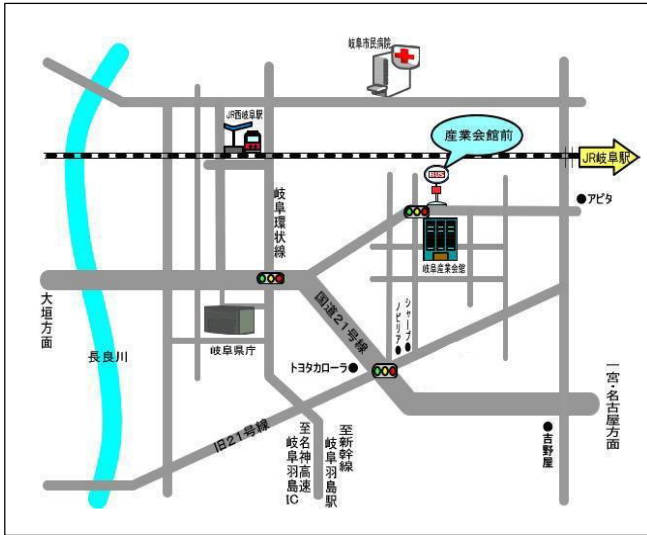 岐阜市民病院
JR西岐阜駅
産業会館前
JR岐阜駅
BUS
アピタ
岐阜環状線
岐阜産業会館
大垣方面
長良川
岐阜県庁
国道21号線
シャープ
ノビリア
トヨタカローラ
一宮・名古屋方面
旧21号線
至名神高速
岐阜羽島IC
至新幹線
岐阜羽島駅
吉野屋